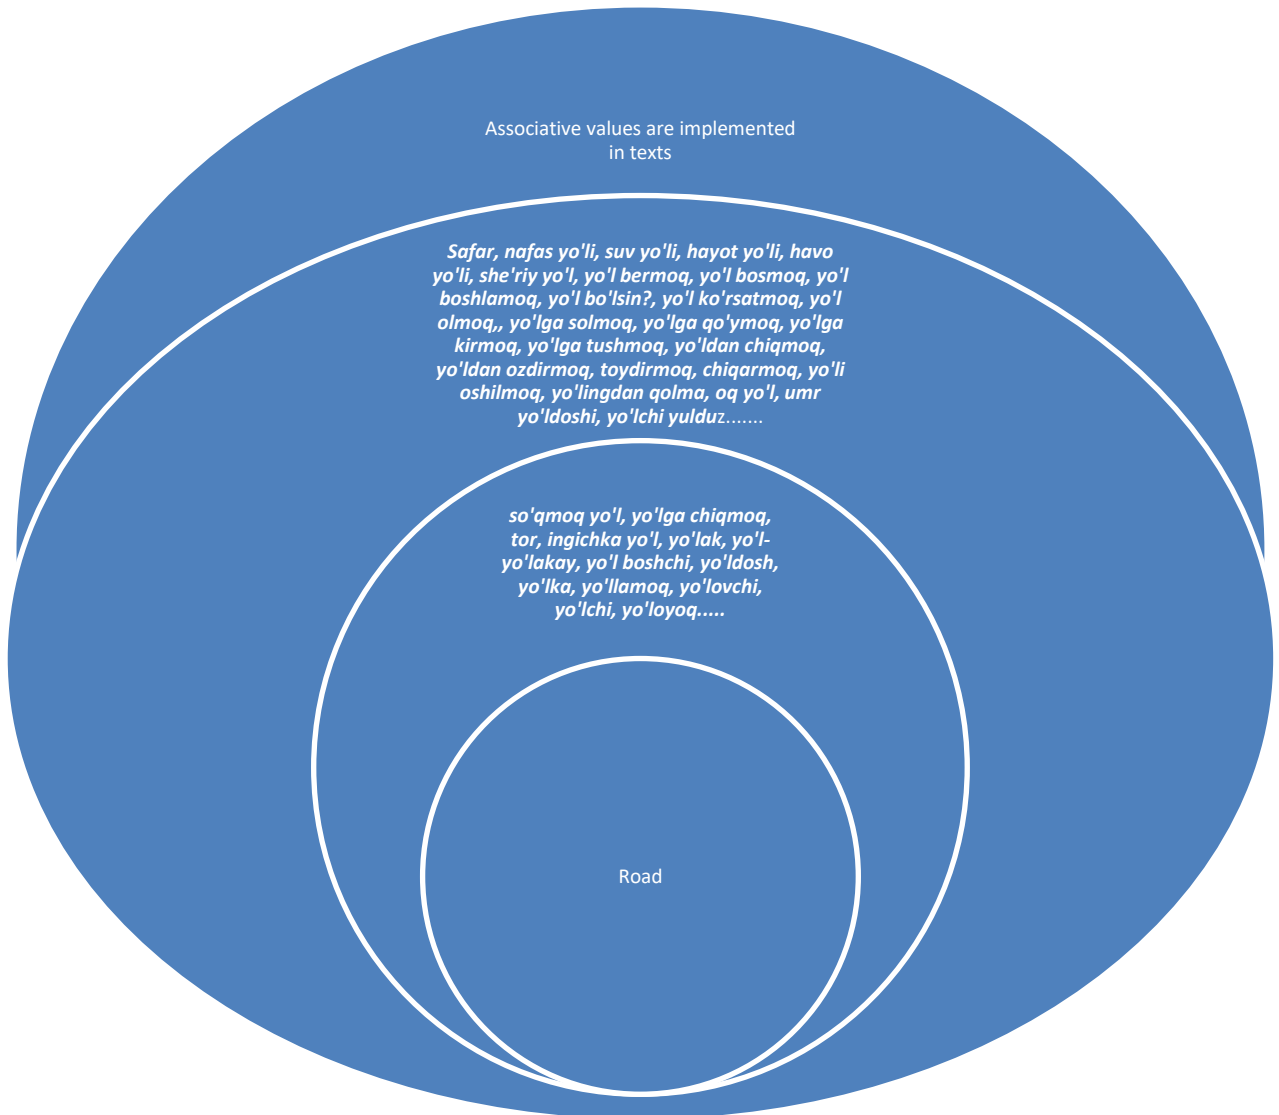 Associative values are implemented
in texts
Safar, nafas yo'li, suv yo'li, hayot yo'li, havo
yo'li, she'riy yo'l, yo'l bermoq, yo'l bosmoq, yo'l
boshlamoq, yo'l bo'lsin?, yo'l ko'rsatmoq, yo'l
olmoq,, yo'lga solmoq, yo'lga qo'ymoq, yo'lga
kirmoq, yo'lga tushmoq, yo'ldan chiqmoq,
yo'ldan ozdirmoq, toydirmoq, chiqarmoq, yo'li
oshilmoq, yo'lingdan qolma, oq yo'l, umr
yo'ldoshi, yo'lchi yulduz.......
so'qmoq yo'l, yo'lga chiqmoq,
tor, ingichka yo'l, yo'lak, yo'l-
yo'lakay, yo'l boshchi, yo'ldosh,
yo'lka, yo'llamoq, yo'lovchi,
yo'lchi, yo'loyoq.....
Road